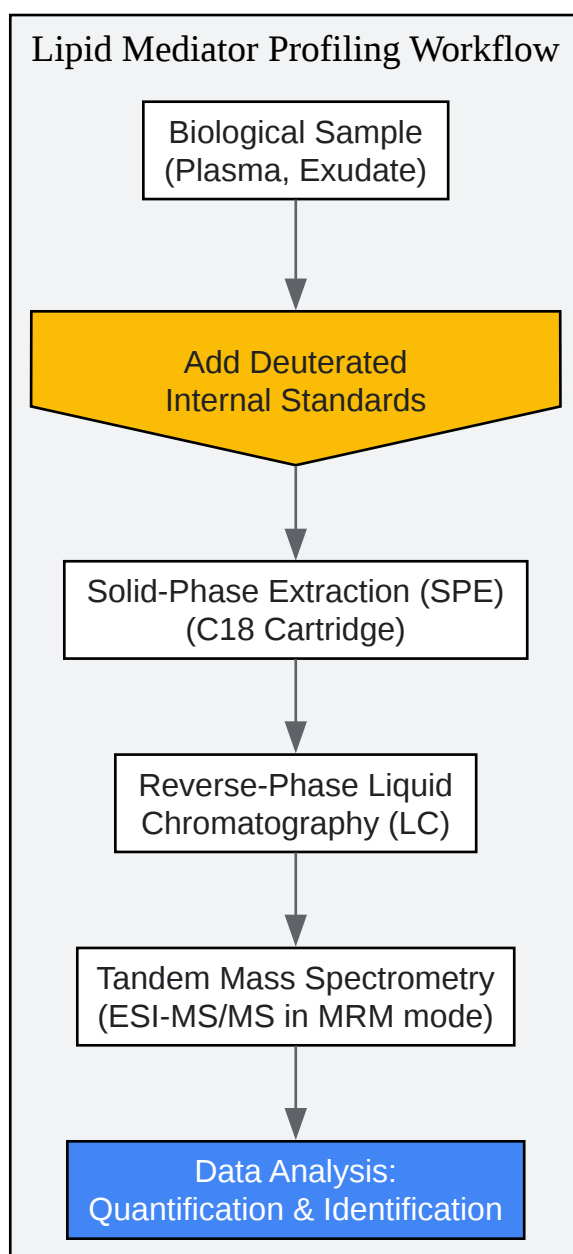 Lipid Mediator Profiling Workflow
Biological Sample
(Plasma, Exudate)
Add Deuterated
Internal Standards
Solid-Phase Extraction (SPE)
(C18 Cartridge)
Reverse-Phase Liquid
Chromatography (LC)
Tandem Mass Spectrometry
(ESI-MS/MS in MRM mode)
Data Analysis:
Quantification & Identification